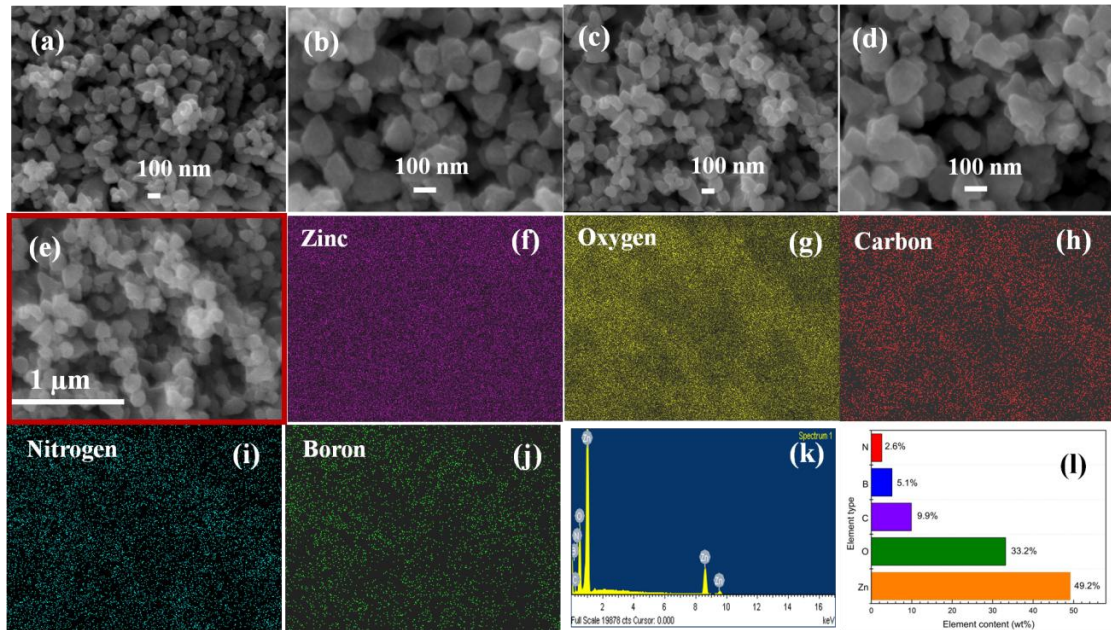 (a)
100 nm
(b)
100 nm
(c)
100 nm
(d)
100 nm
(e)
1 µm
Zinc (f)
Oxygen (g)
Carbon (h)
Nitrogen (i)
Boron (j)
Spectrum 1
(k)
Zn
O
Zn
Zn
2 4 6 8 10 12 14 16
Full Scale 19878 cts Cursor: 0.000 keV
(l)
Element type
N 2.6%
B 5.1%
C 9.9%
O 33.2%
Zn 49.2%
0 10 20 30 40 50
Element content (wt%)